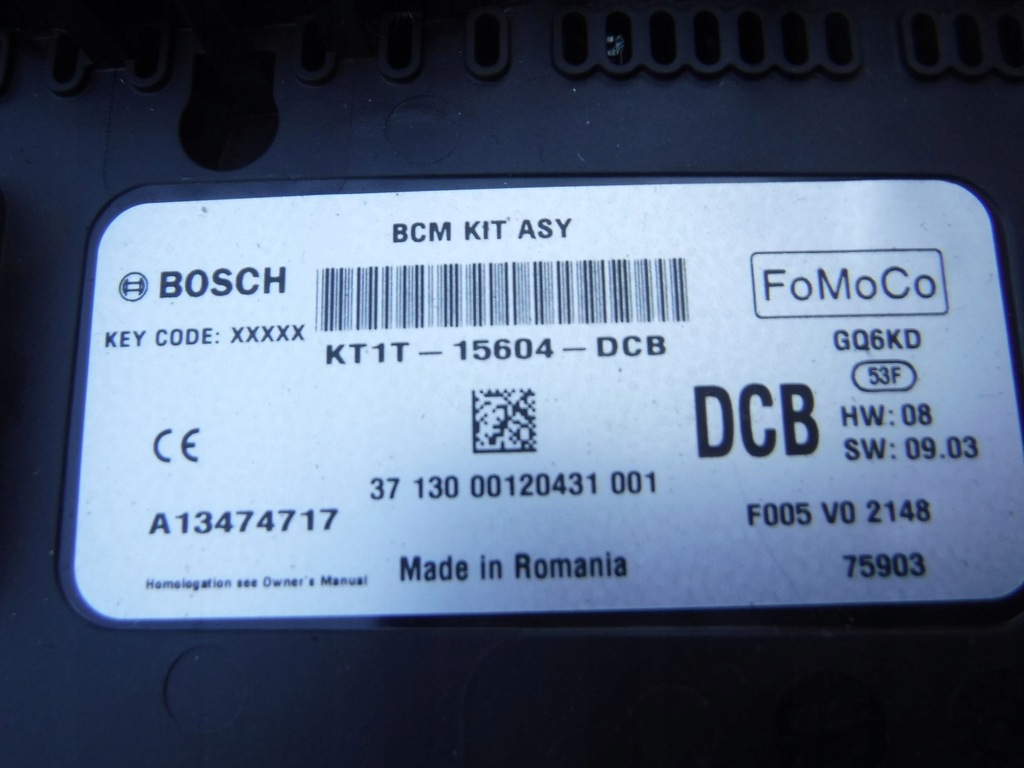 BCM KIT ASY
BOSCH
FoMoCo
KEY CODE: XXXXX
KT1T-15604-DCB
GQ6KD
53F
DCB
HW: 08
SW: 09.03
CE
37 130 00120431 001
A13474717
F005 V0 2148
Made in Romania
75903
Homologation see Owner's Manual